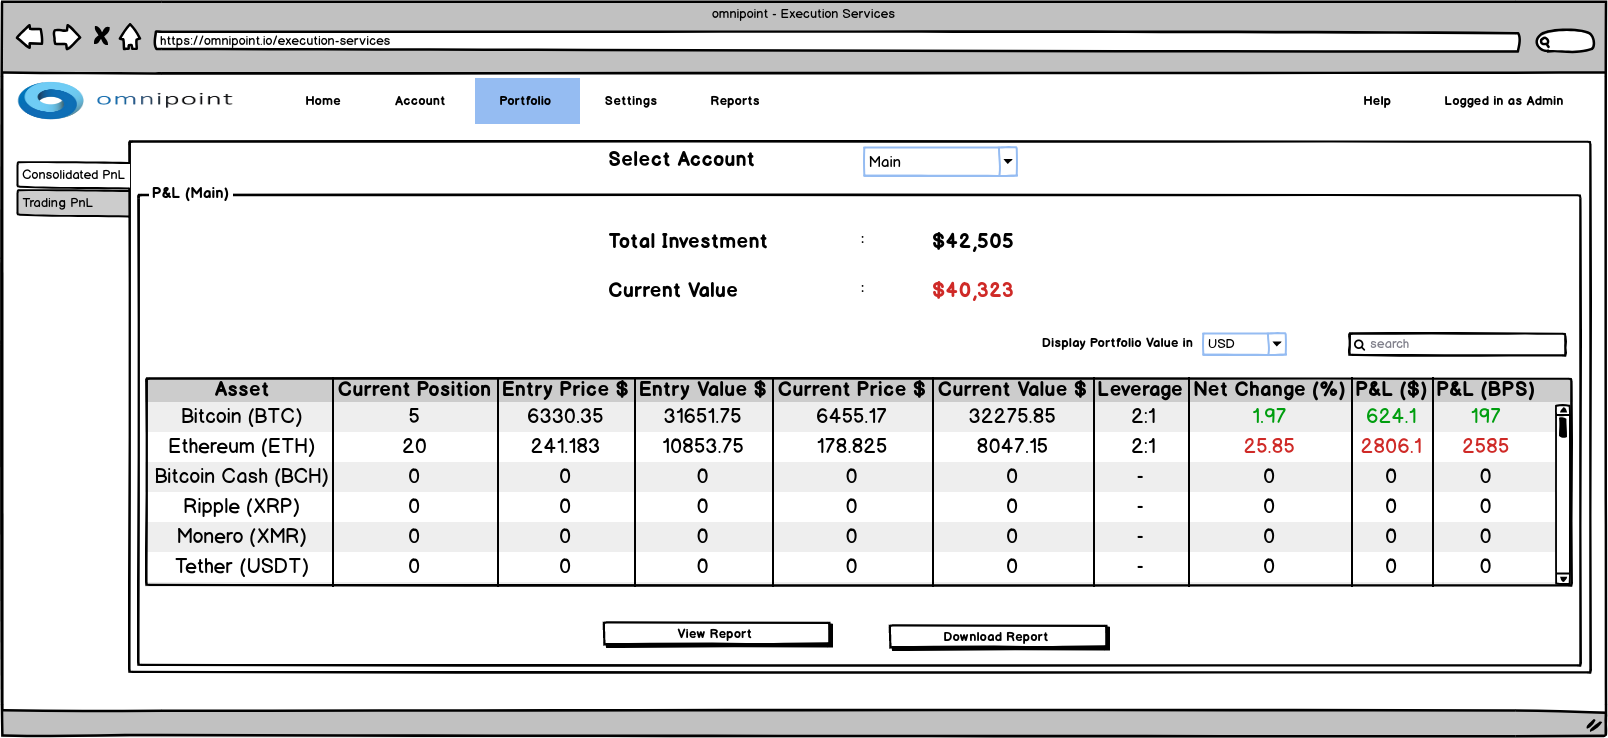 omnipoint - Execution Services
https://omnipoint.io/execution-services
omnipoint Home Account Portfolio Settings Reports Help Logged in as Admin
Select Account Main
Consolidated PnL
Trading PnL
P&L (Main)
Total Investment : $42,505
Current Value : $40,323
Display Portfolio Value in USD search
Asset Current Position Entry Price $ Entry Value $ Current Price $ Current Value $ Leverage Net Change (%) P&L ($) P&L (BPS)
Bitcoin (BTC) 5 6330.35 31651.75 6455.17 32275.85 2:1 1.97 624.1 197
Ethereum (ETH) 20 241.183 10853.75 178.825 8047.15 2:1 25.85 2806.1 2585
Bitcoin Cash (BCH) 0 0 0 0 0 - 0 0 0
Ripple (XRP) 0 0 0 0 0 - 0 0 0
Monero (XMR) 0 0 0 0 0 - 0 0 0
Tether (USDT) 0 0 0 0 0 - 0 0 0
View Report Download Report